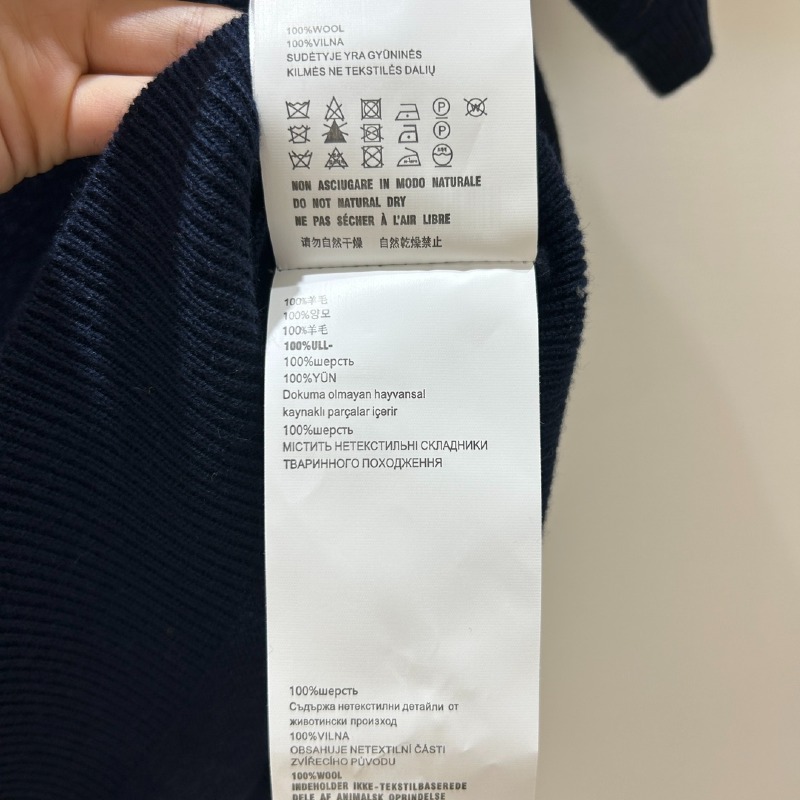 100%WOOL
100%VILNA
SUDĖTYJE YRA GYŪNINĖS
KILMĖS NE TEKSTILĖS DALIŲ
P W
P
NON ASCIUGARE IN MODO NATURALE
DO NOT NATURAL DRY
NE PAS SÉCHER À L'AIR LIBRE
请勿自然干燥 自然乾燥禁止
100%羊毛
100%양모
100%羊毛
100%ULL-
100%шерсть
100%YŪN
Dokuma olmayan hayvansal
kaynaklı parçalar içerir
100%шерсть
МІСТИТЬ НЕТЕКСТИЛЬНІ СКЛАДНИКИ
ТВАРИННОГО ПОХОДЖЕННЯ
100%шерсть
Съдържа нетекстилни детайли от
животински произход
100%VILNA
OBSAHUJE NETEXTILNÍ ČÁSTI
ZVÍŘECÍHO PŮVODU
100%WOOL
INDEHOLDER IKKE-TEKSTILBASEREDE
DELE AF ANIMALSK OPRINDELSE